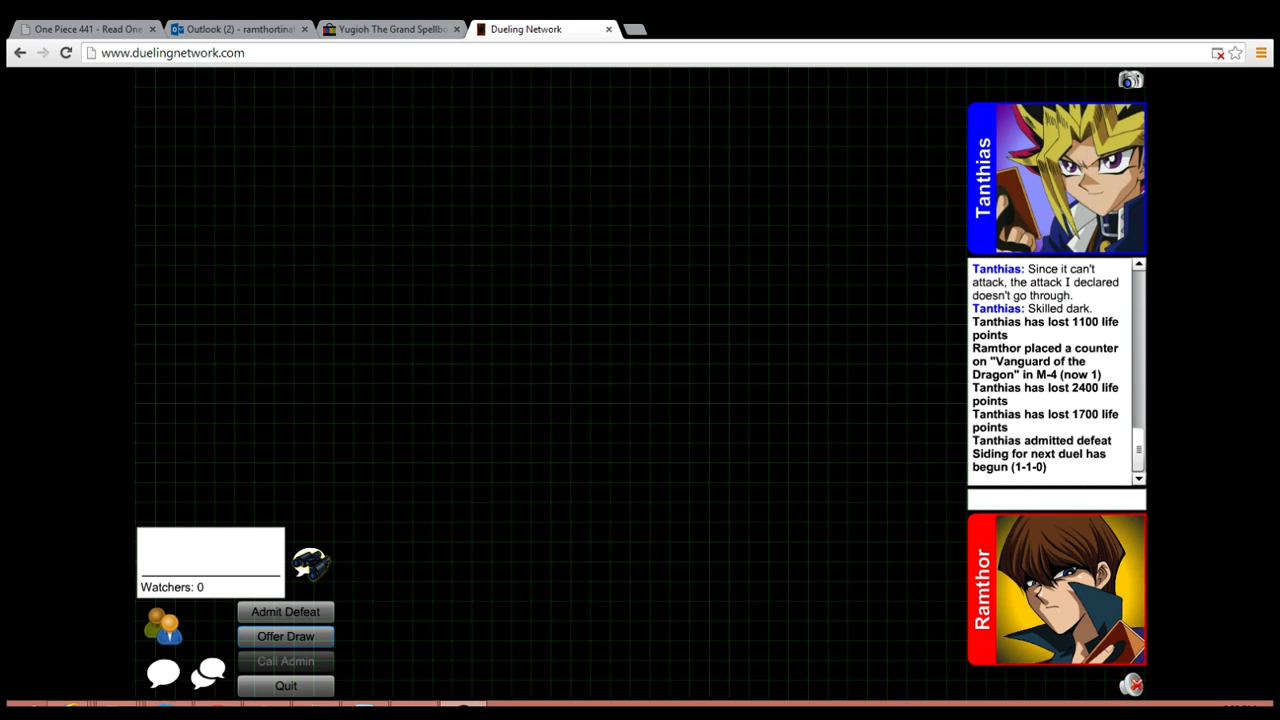 One Piece 441 - Read One
Outlook (2) - ramthortina
Yugioh The Grand Spellbo
Dueling Network
www.duelingnetwork.com
Tanthias
Tanthias: Since it can't
attack, the attack I declared
doesn't go through.
Tanthias: Skilled dark.
Tanthias has lost 1100 life
points
Ramthor placed a counter
on "Vanguard of the
Dragon" in M-4 (now 1)
Tanthias has lost 2400 life
points
Tanthias has lost 1700 life
points
Tanthias admitted defeat
Siding for next duel has
begun (1-1-0)
Ramthor
Watchers: 0
Admit Defeat
Offer Draw
Call Admin
Quit